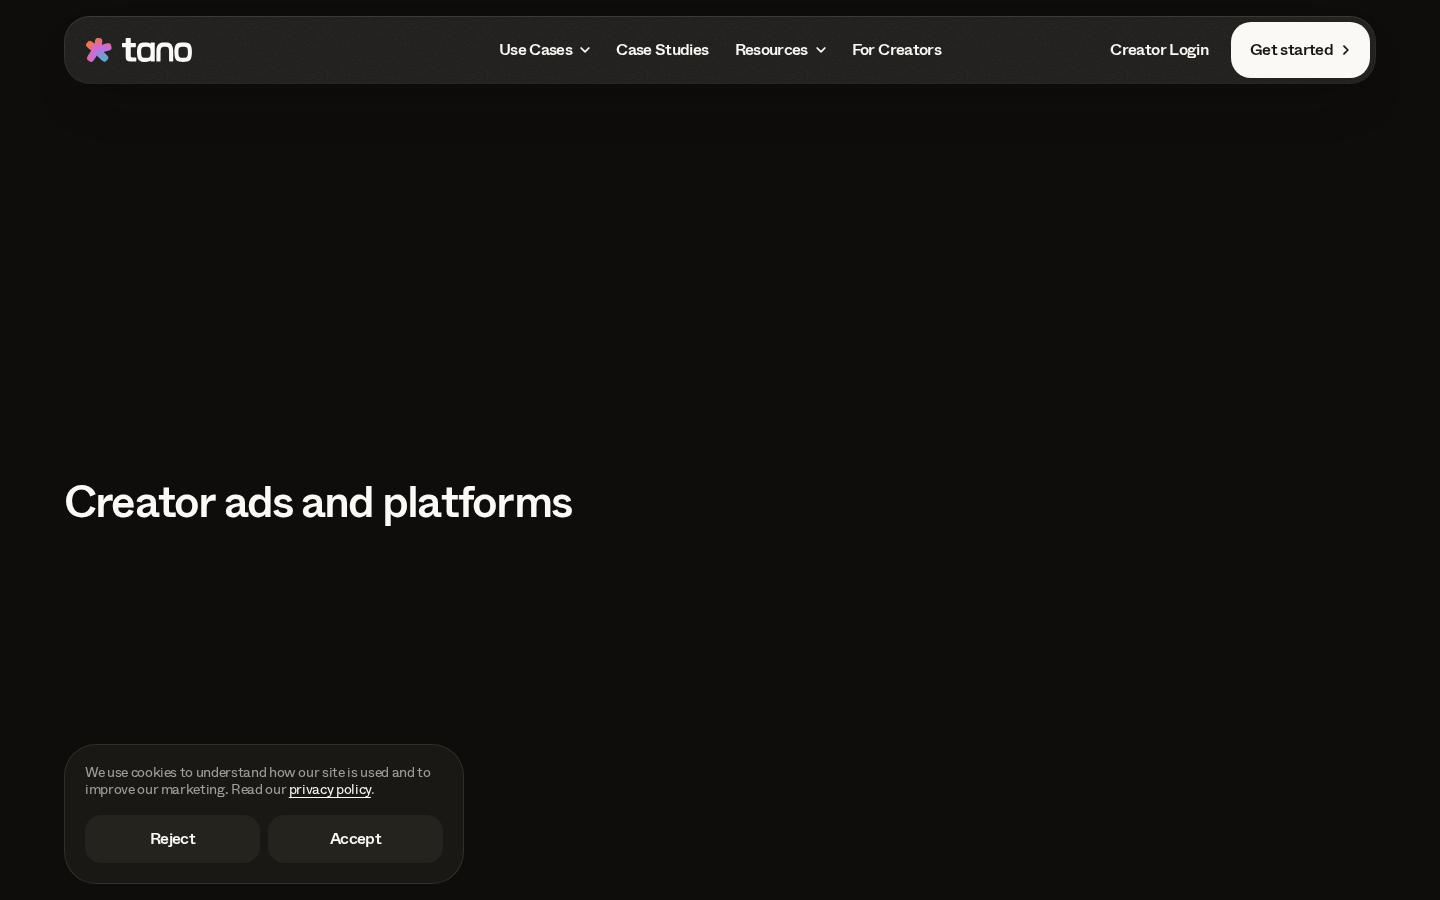 tano
Use Cases
Case Studies
Resources
For Creators
Creator Login
Get started
Creator ads and platforms
We use cookies to understand how our site is used and to
improve our marketing. Read our privacy policy.
Reject
Accept